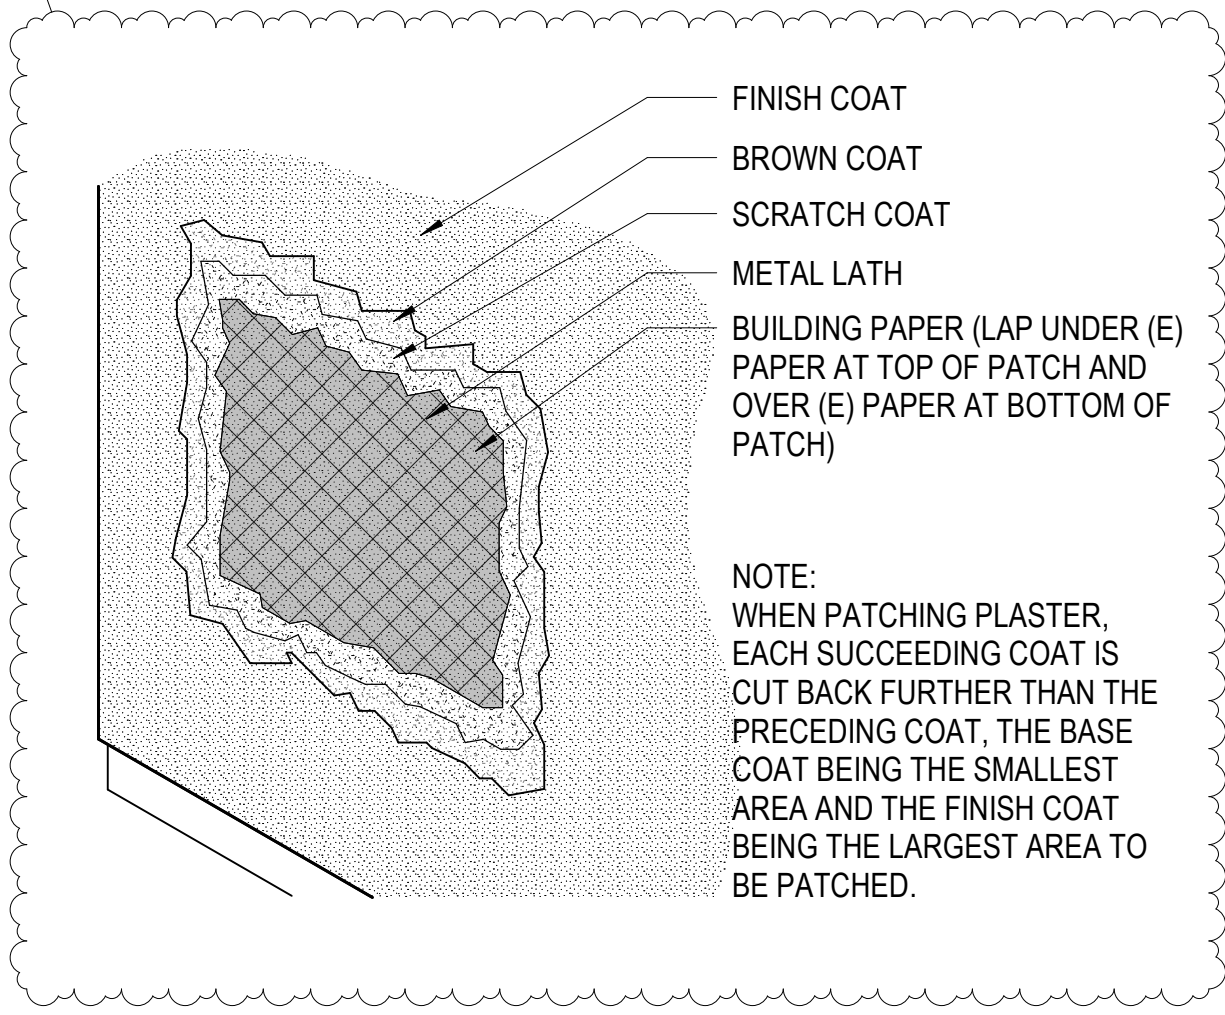 FINISH COAT
BROWN COAT
SCRATCH COAT
METAL LATH
BUILDING PAPER (LAP UNDER (E)
PAPER AT TOP OF PATCH AND
OVER (E) PAPER AT BOTTOM OF
PATCH)
NOTE:
WHEN PATCHING PLASTER,
EACH SUCCEEDING COAT IS
CUT BACK FURTHER THAN THE
PRECEDING COAT, THE BASE
COAT BEING THE SMALLEST
AREA AND THE FINISH COAT
BEING THE LARGEST AREA TO
BE PATCHED.